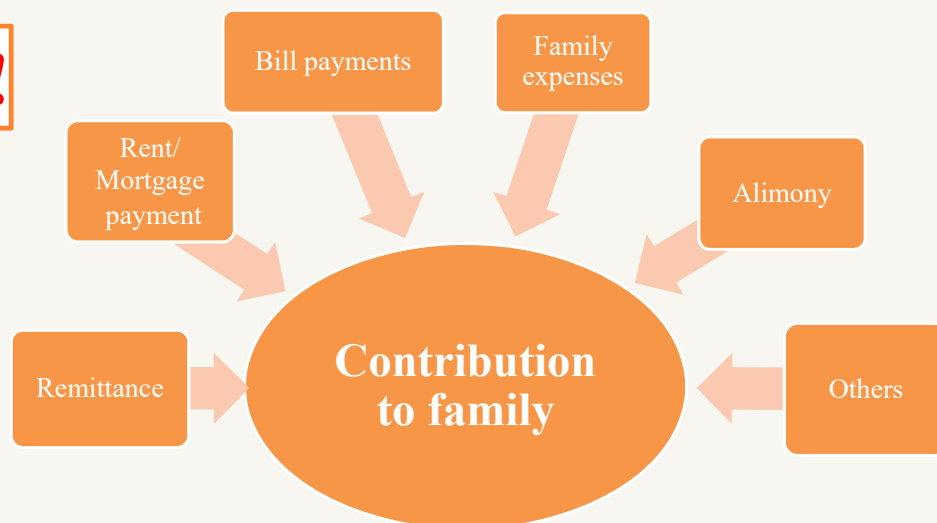 Bill payments
Family
expenses
Rent/
Mortgage
payment
Alimony
Remittance
Contribution
to family
Others